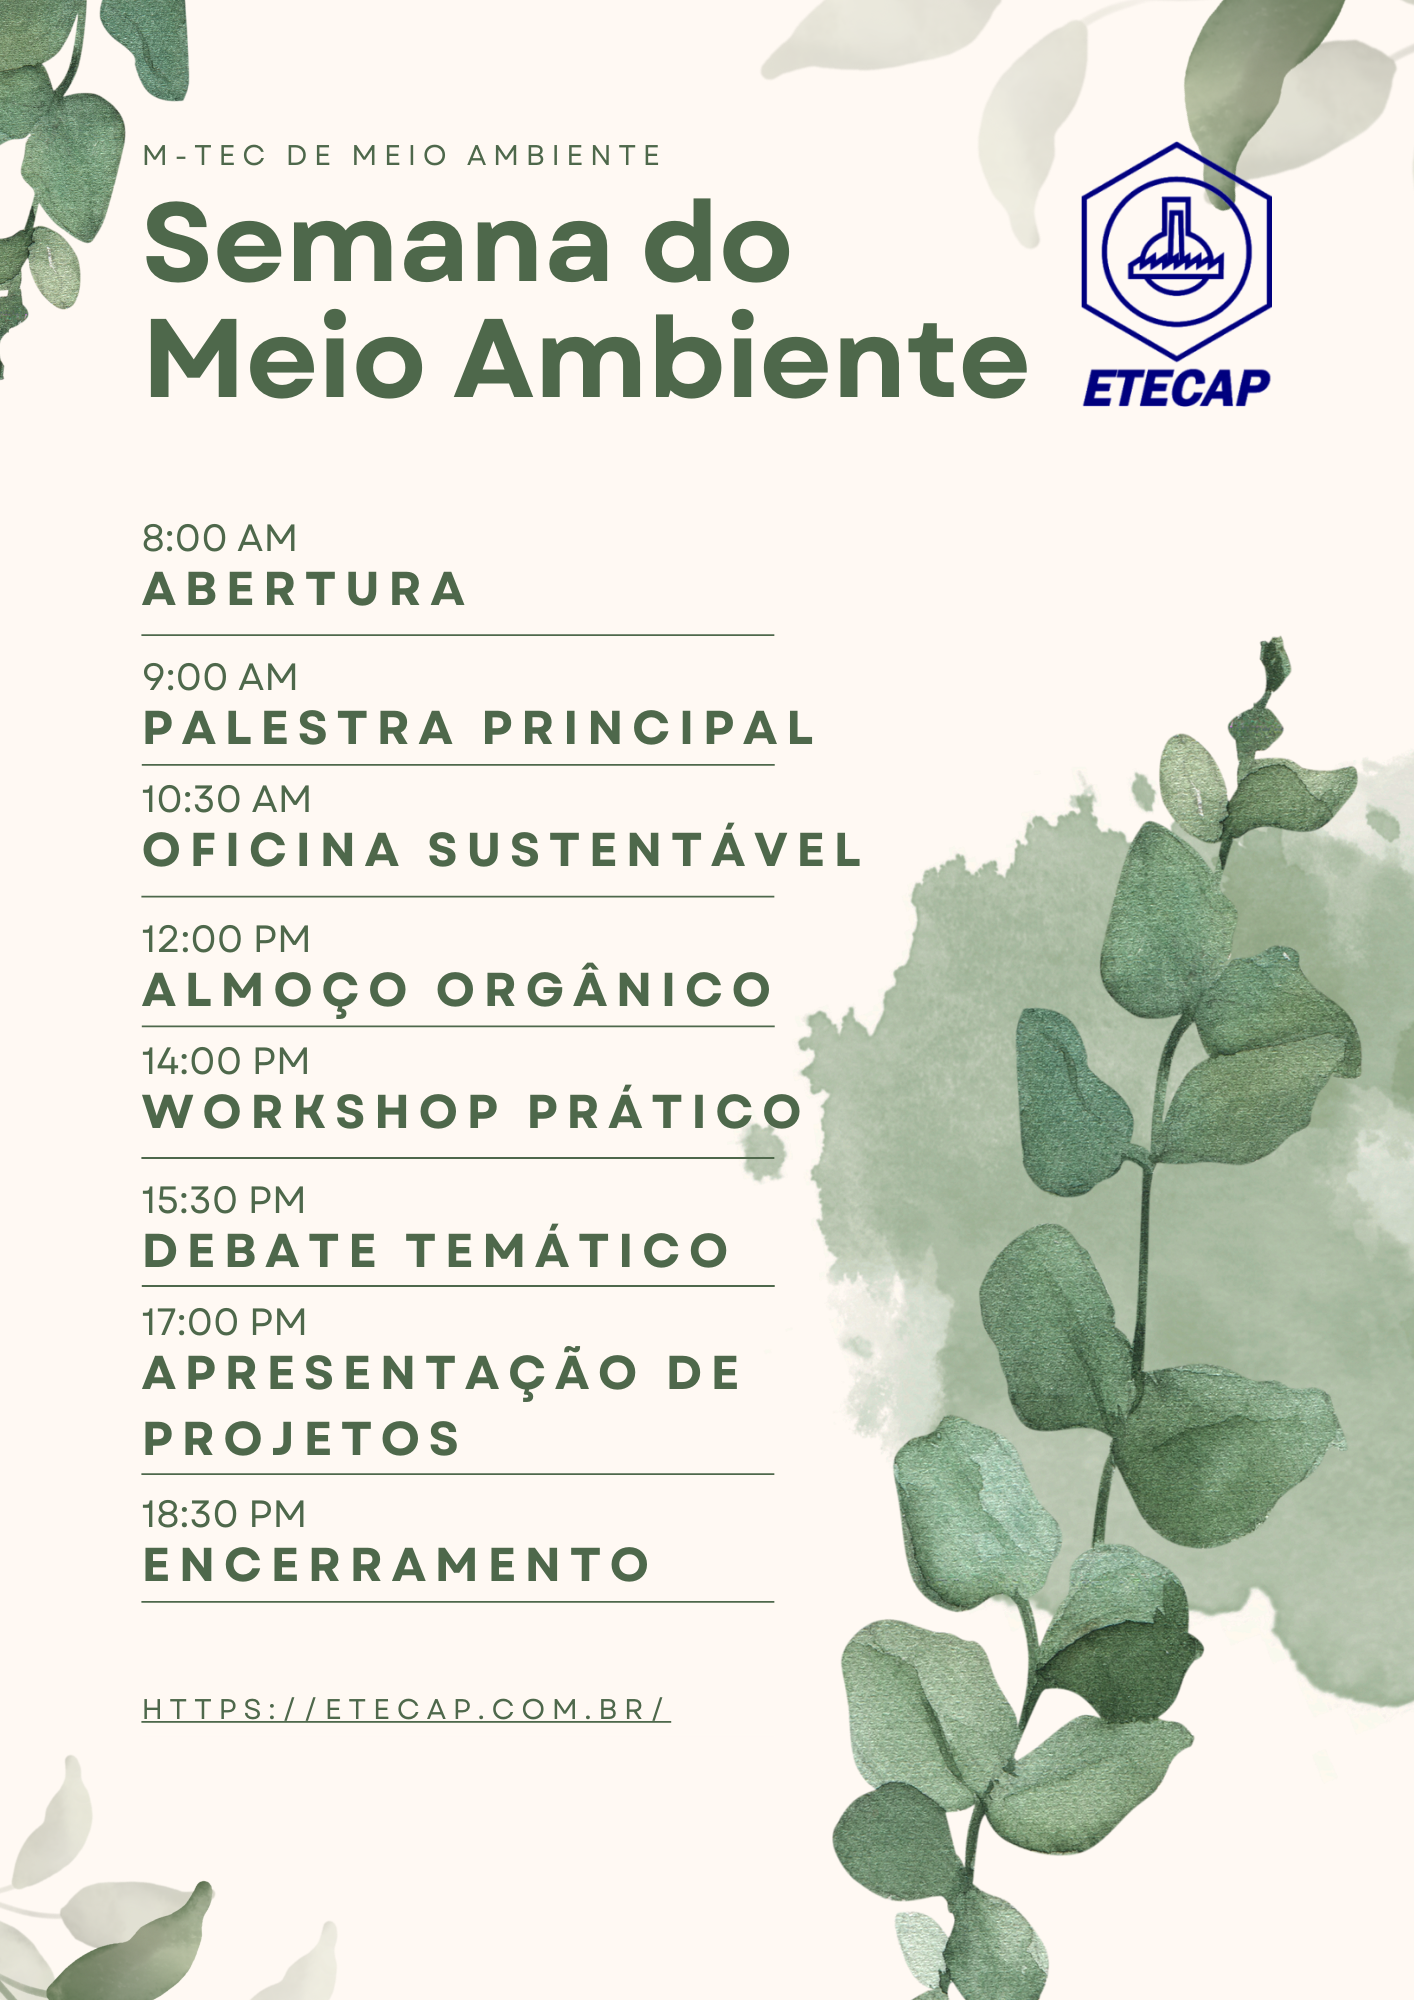 M-TEC DE MEIO AMBIENTE
Semana do
Meio Ambiente
ETECAP
8:00 AM
ABERTURA
9:00 AM
PALESTRA PRINCIPAL
10:30 AM
OFICINA SUSTENTÁVEL
12:00 PM
ALMOÇO ORGÂNICO
14:00 PM
WORKSHOP PRÁTICO
15:30 PM
DEBATE TEMÁTICO
17:00 PM
APRESENTAÇÃO DE
PROJETOS
18:30 PM
ENCERRAMENTO
HTTPS://ETECAP.COM.BR/